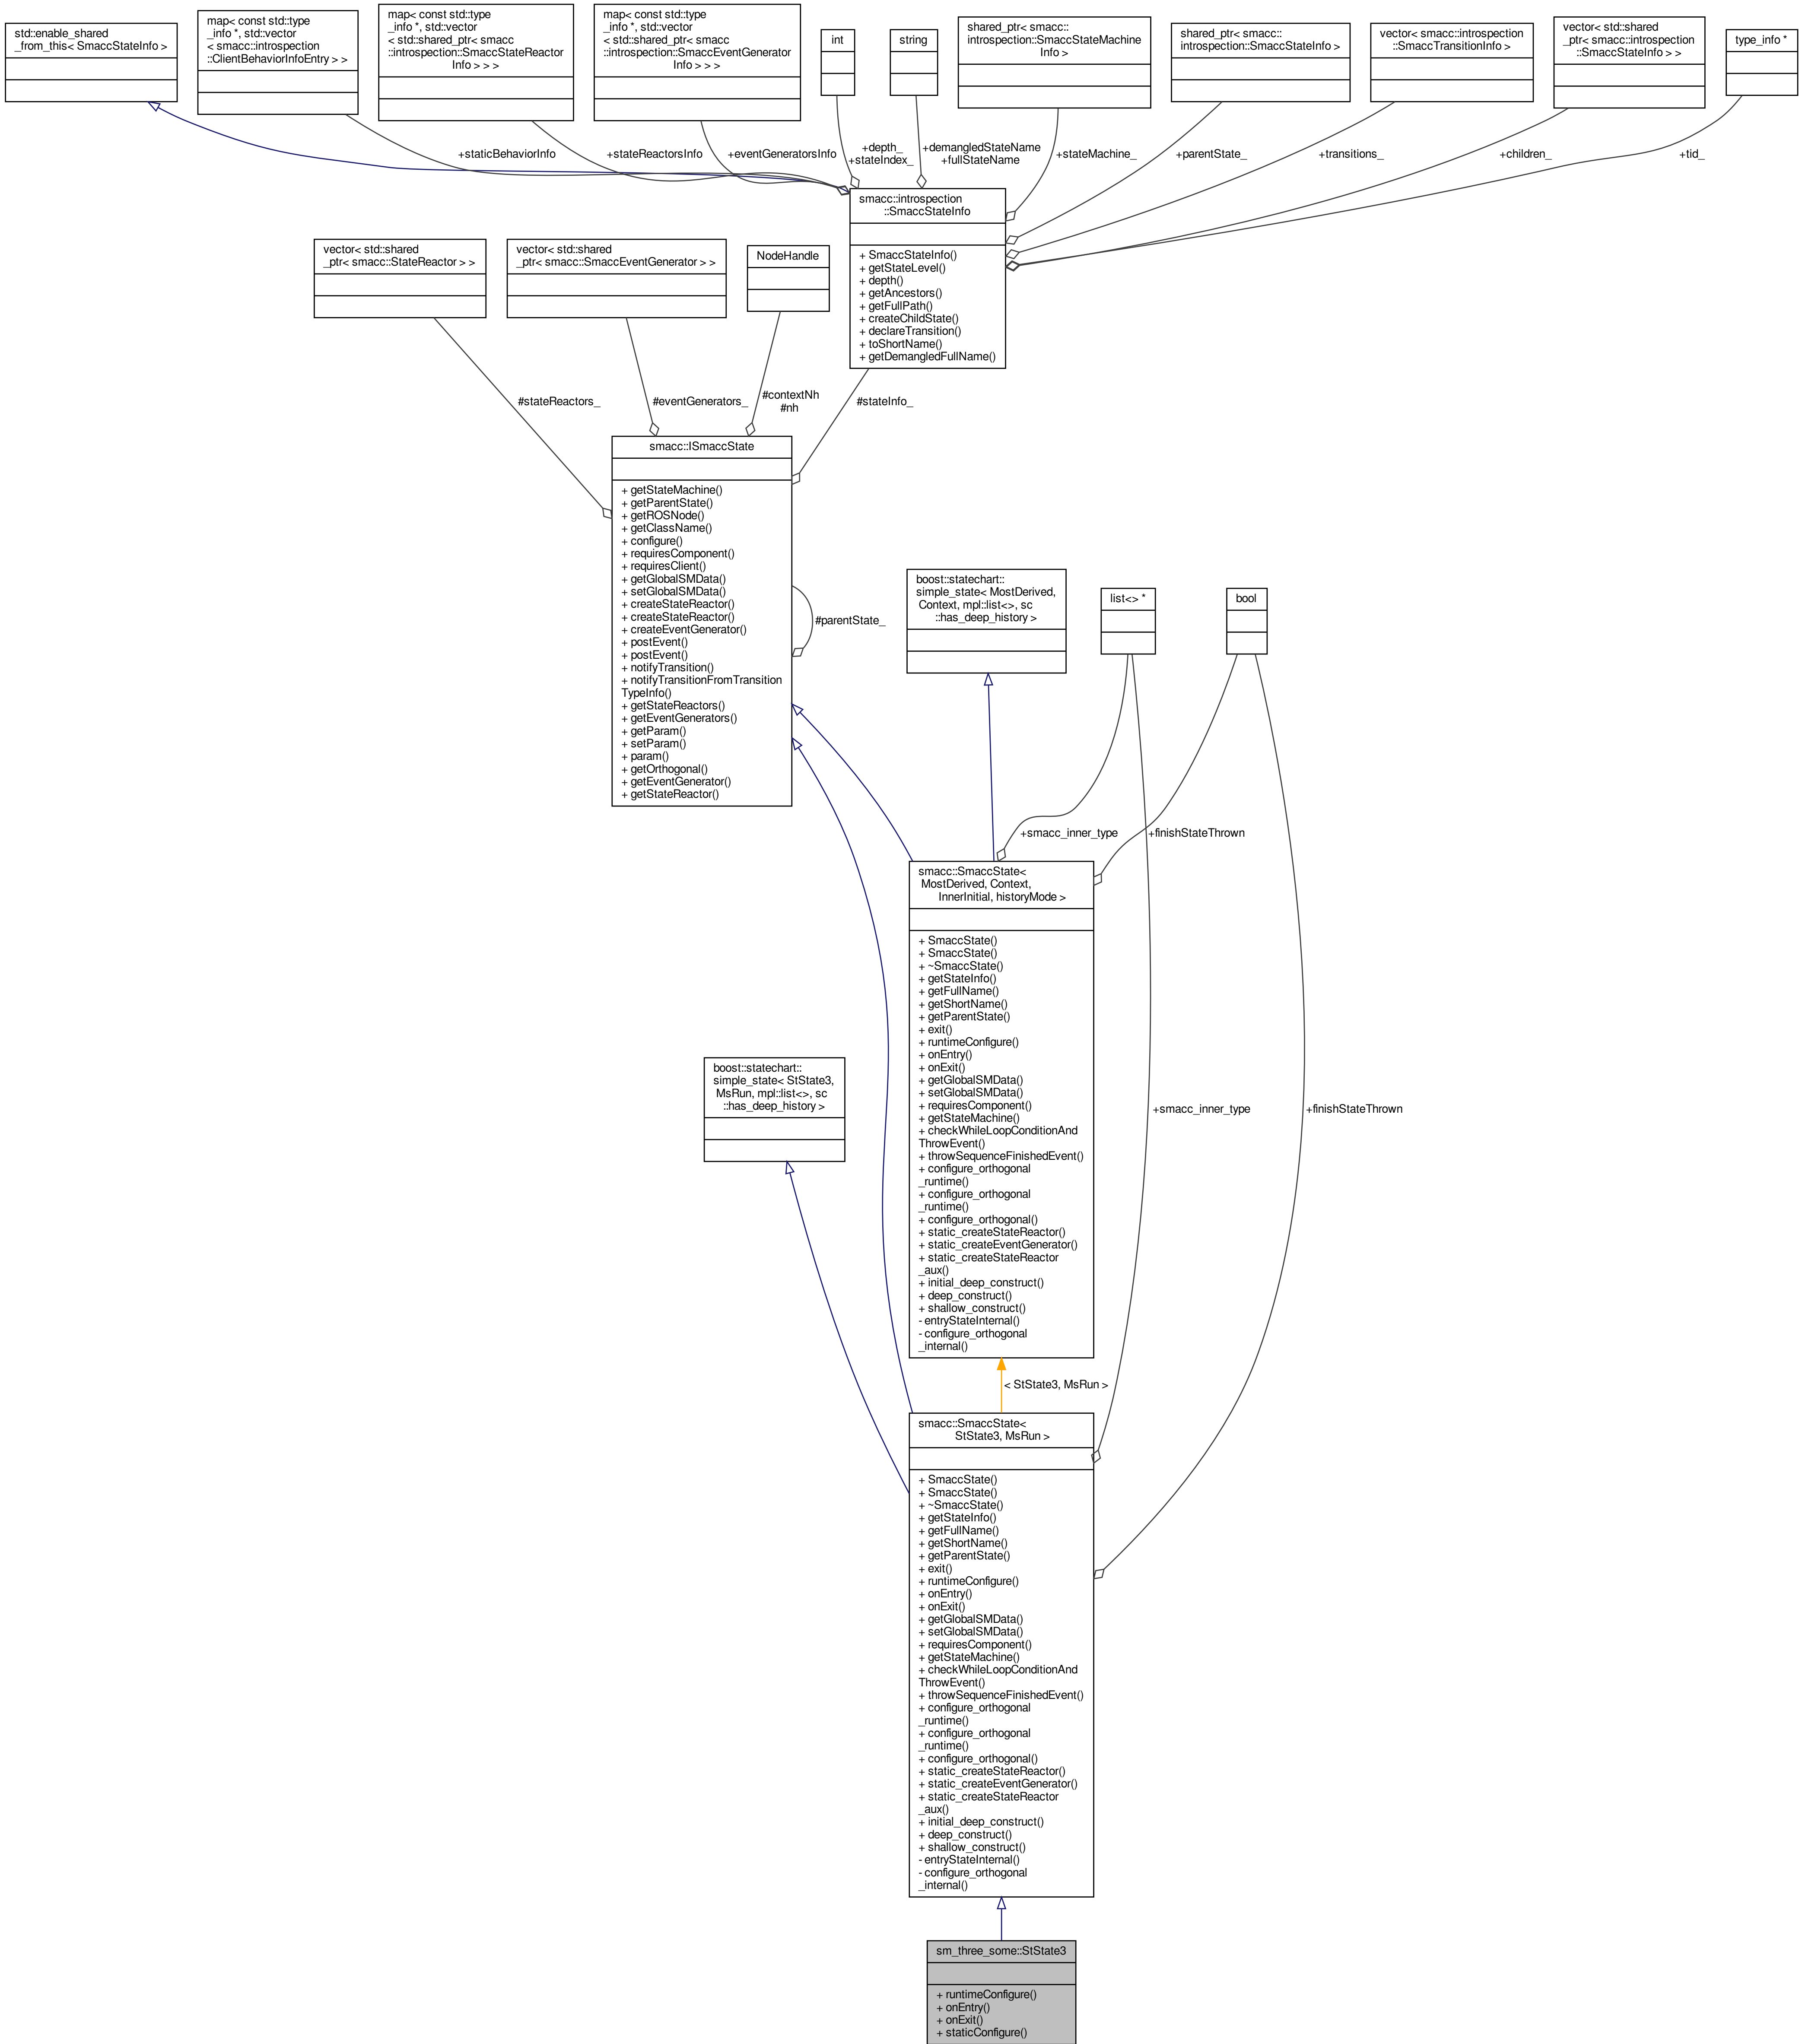 std::enable_shared
_from_this< SmaccStateInfo >
map< const std::type
_info *, std::vector
< smacc::introspection
::ClientBehaviorInfoEntry > >
map< const std::type
_info *, std::vector
< std::shared_ptr< smacc
::introspection::SmaccStateReactor
Info > > >
map< const std::type
_info *, std::vector
< std::shared_ptr< smacc
::introspection::SmaccEventGenerator
Info > > >
int
string
shared_ptr< smacc::
introspection::SmaccStateMachine
Info >
shared_ptr< smacc::
introspection::SmaccStateInfo >
vector< smacc::introspection
::SmaccTransitionInfo >
vector< std::shared
_ptr< smacc::introspection
::SmaccStateInfo > >
type_info *
+staticBehaviorInfo
+stateReactorsInfo
+eventGeneratorsInfo
+depth_
+stateIndex_
+demangledStateName
+fullStateName
+stateMachine_
+parentState_
+transitions_
+children_
+tid_
smacc::introspection
::SmaccStateInfo
+ SmaccStateInfo()
+ getStateLevel()
+ depth()
+ getAncestors()
+ getFullPath()
+ createChildState()
+ declareTransition()
+ toShortName()
+ getDemangledFullName()
vector< std::shared
_ptr< smacc::StateReactor > >
vector< std::shared
_ptr< smacc::SmaccEventGenerator > >
NodeHandle
#stateReactors_
#eventGenerators_
#contextNh
#nh
#stateInfo_
smacc::ISmaccState
+ getStateMachine()
+ getParentState()
+ getROSNode()
+ getClassName()
+ configure()
+ requiresComponent()
+ requiresClient()
+ getGlobalSMData()
+ setGlobalSMData()
+ createStateReactor()
+ createStateReactor()
+ createEventGenerator()
+ postEvent()
+ postEvent()
+ notifyTransition()
+ notifyTransitionFromTransition
TypeInfo()
+ getStateReactors()
+ getEventGenerators()
+ getParam()
+ setParam()
+ param()
+ getOrthogonal()
+ getEventGenerator()
+ getStateReactor()
#parentState_
boost::statechart::
simple_state< MostDerived,
Context, mpl::list<>, sc
::has_deep_history >
list<> *
bool
+smacc_inner_type
+finishStateThrown
smacc::SmaccState<
MostDerived, Context,
InnerInitial, historyMode >
+ SmaccState()
+ SmaccState()
+ ~SmaccState()
+ getStateInfo()
+ getFullName()
+ getShortName()
+ getParentState()
+ exit()
+ runtimeConfigure()
+ onEntry()
+ onExit()
+ getGlobalSMData()
+ setGlobalSMData()
+ requiresComponent()
+ getStateMachine()
+ checkWhileLoopConditionAnd
ThrowEvent()
+ throwSequenceFinishedEvent()
+ configure_orthogonal
_runtime()
+ configure_orthogonal
_runtime()
+ configure_orthogonal()
+ static_createStateReactor()
+ static_createEventGenerator()
+ static_createStateReactor
_aux()
+ initial_deep_construct()
+ deep_construct()
+ shallow_construct()
- entryStateInternal()
- configure_orthogonal
_internal()
boost::statechart::
simple_state< StState3,
MsRun, mpl::list<>, sc
::has_deep_history >
+smacc_inner_type
+finishStateThrown
< StState3, MsRun >
smacc::SmaccState<
StState3, MsRun >
+ SmaccState()
+ SmaccState()
+ ~SmaccState()
+ getStateInfo()
+ getFullName()
+ getShortName()
+ getParentState()
+ exit()
+ runtimeConfigure()
+ onEntry()
+ onExit()
+ getGlobalSMData()
+ setGlobalSMData()
+ requiresComponent()
+ getStateMachine()
+ checkWhileLoopConditionAnd
ThrowEvent()
+ throwSequenceFinishedEvent()
+ configure_orthogonal
_runtime()
+ configure_orthogonal
_runtime()
+ configure_orthogonal()
+ static_createStateReactor()
+ static_createEventGenerator()
+ static_createStateReactor
_aux()
+ initial_deep_construct()
+ deep_construct()
+ shallow_construct()
- entryStateInternal()
- configure_orthogonal
_internal()
sm_three_some::StState3
+ runtimeConfigure()
+ onEntry()
+ onExit()
+ staticConfigure()